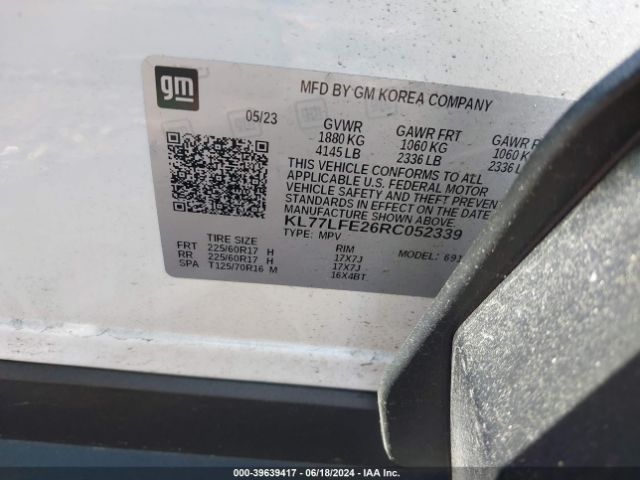 gm
MFD BY GM KOREA COMPANY
05/23
GVWR GAWR FRT GAWR
1880 KG 1060 KG 1060
4145 LB 2336 LB 2336
THIS VEHICLE CONFORMS TO ALL
APPLICABLE U.S. FEDERAL MOTOR
VEHICLE SAFETY AND THEFT
STANDARDS IN EFFECT ON THE DATE
MANUFACTURE SHOWN ABOVE
KL77LFE26RC052339
TYPE: MPV MODEL:
TIRE SIZE RIM
FRT 225/60R17 H 17X7J
RR 225/60R17 H 17X7J
SPA T125/70R16 M 16X4BT
000-39639417 - 06/18/2024 - IAA Inc.